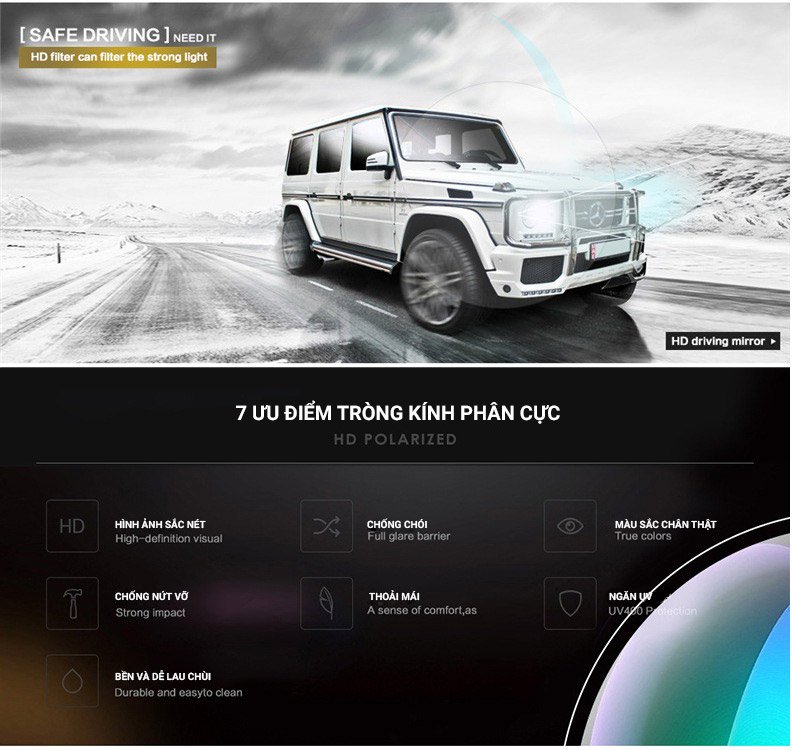 [ SAFE DRIVING ] NEED IT
HD filter can filter the strong light
HD driving mirror
7 ƯU ĐIỂM TRÒNG KÍNH PHÂN CỰC
HD POLARIZED
HD
HÌNH ẢNH SẮC NÉT
High-definition visual
CHỐNG CHÓI
Full glare barrier
MÀU SẮC CHÂN THẬT
True colors
CHỐNG NỨT VỠ
Strong impact
THOẢI MÁI
A sense of comfort,as
NGĂN UV
UV400 Protection
BỀN VÀ DỄ LAU CHÙI
Durable and easyto clean